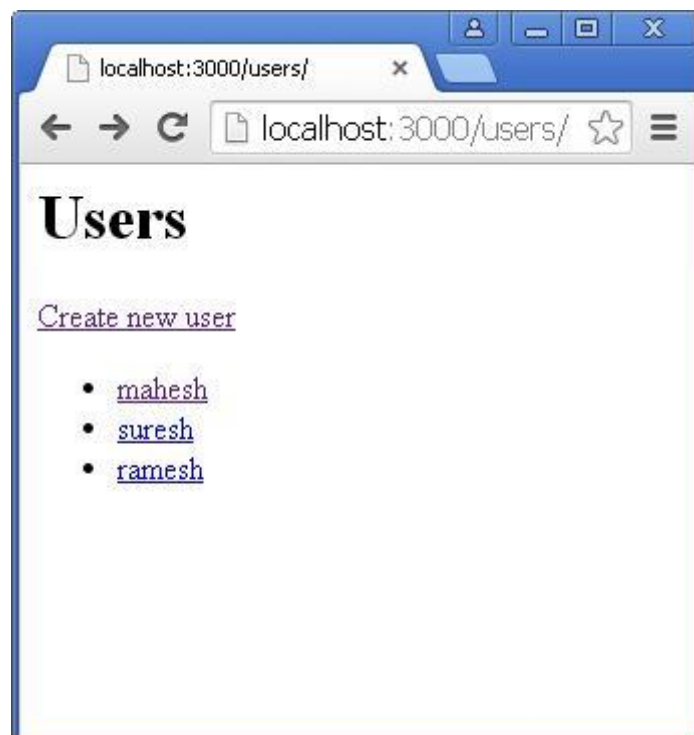 localhost:3000/users/
localhost:3000/users/
Users
Create new user
mahesh
suresh
ramesh